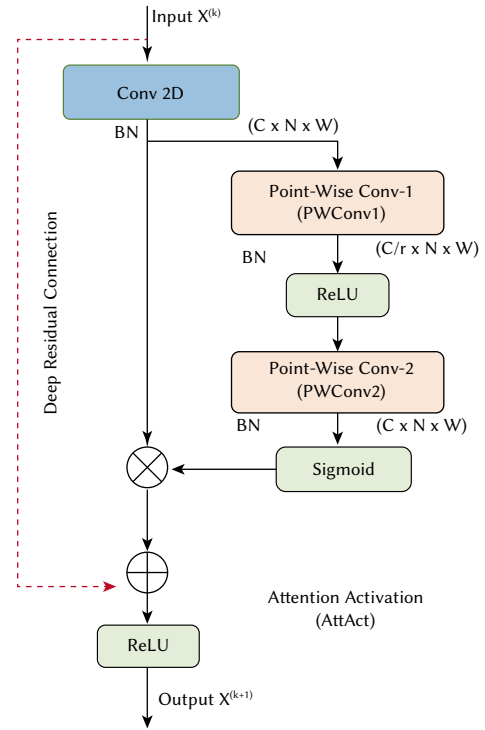 Input X(k)
Conv 2D
BN
(C x N x W)
Point-Wise Conv-1
(PWConv1)
BN
(C/r x N x W)
ReLU
Point-Wise Conv-2
(PWConv2)
BN
(C x N x W)
Sigmoid
Deep Residual Connection
Attention Activation
(AttAct)
ReLU
Output X(k+1)